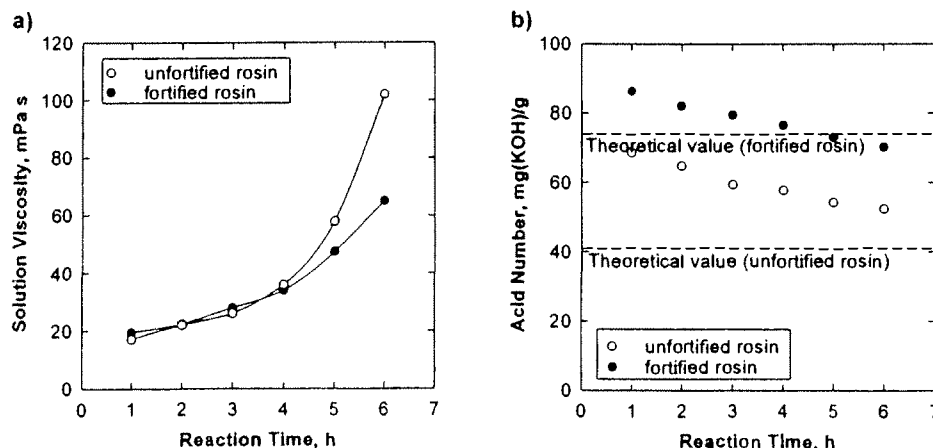 a)
Solution Viscosity, mPa s
120
100
80
60
40
20
0
unfortified rosin
fortified rosin
0 1 2 3 4 5 6 7
Reaction Time, h
b)
Acid Number, mg(KOH)/g
100
80
60
40
20
0
Theoretical value (fortified rosin)
Theoretical value (unfortified rosin)
unfortified rosin
fortified rosin
0 1 2 3 4 5 6 7
Reaction Time, h